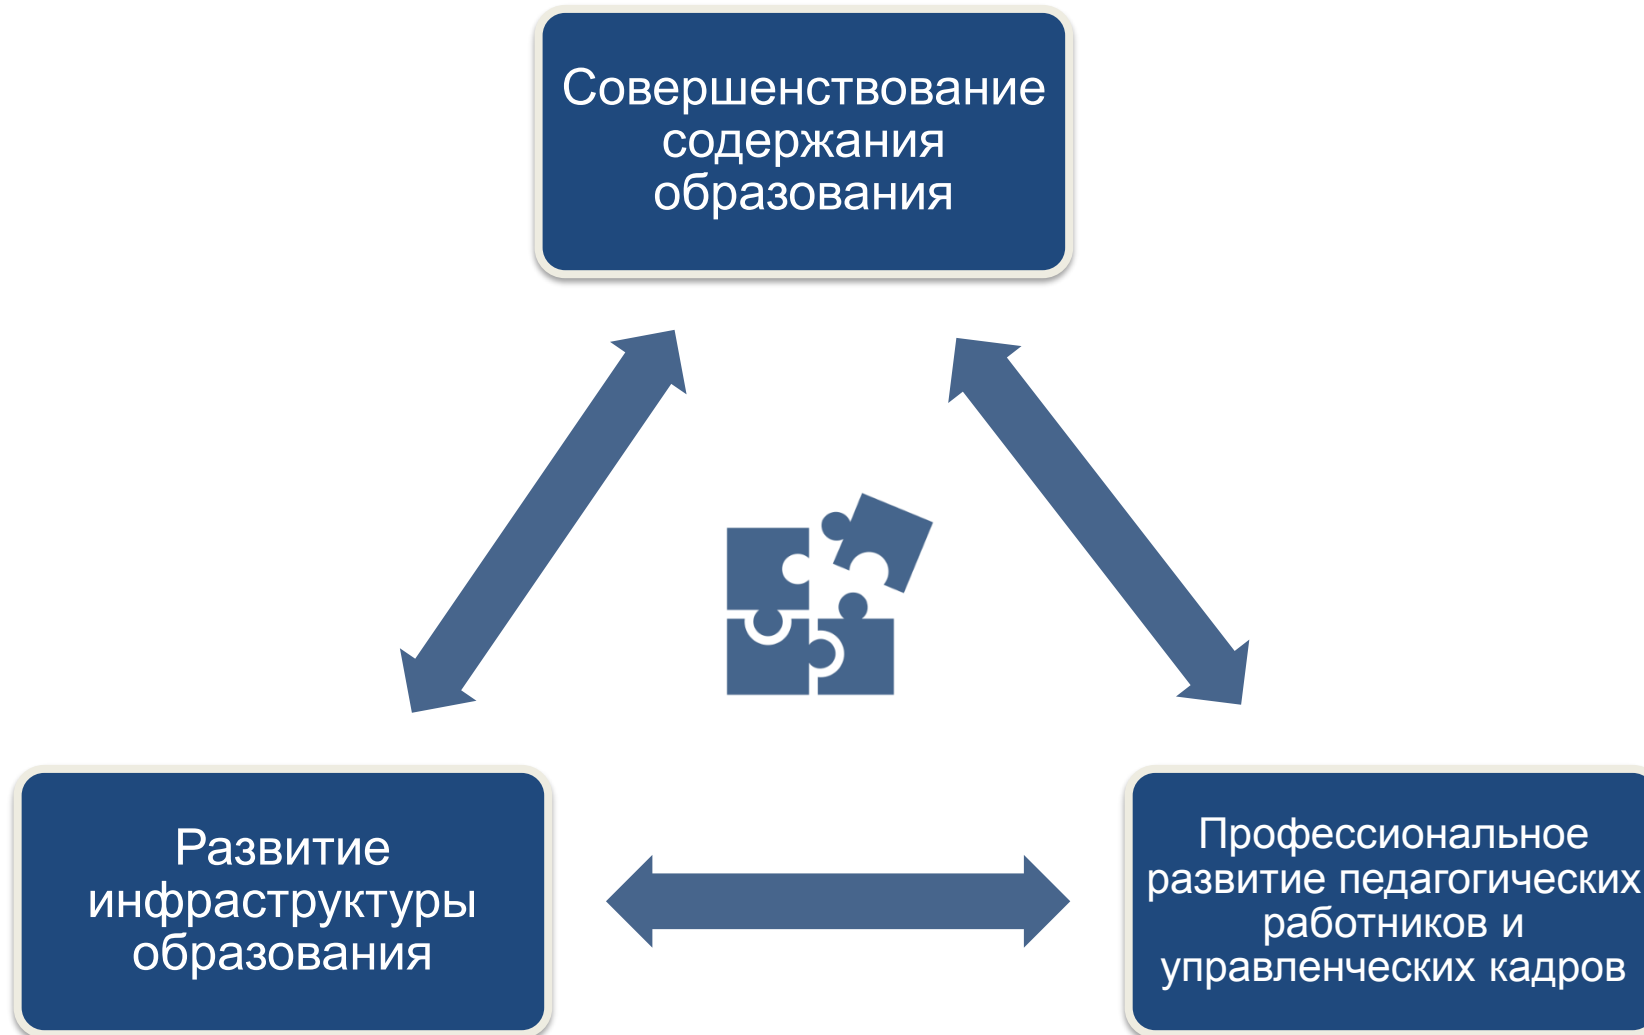 Совершенствование
содержания
образования
Развитие
инфраструктуры
образования
Профессиональное
развитие педагогических
работников и
управленческих кадров